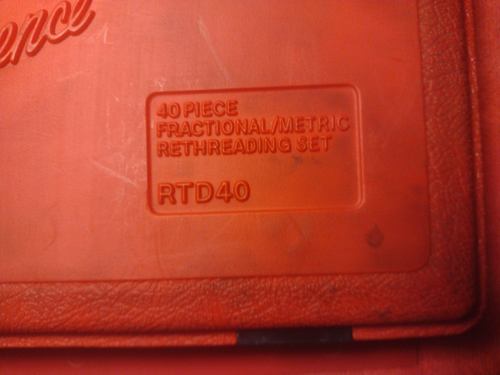 40 PIECE
FRACTIONAL/METRIC
RETHREADING SET
RTD40